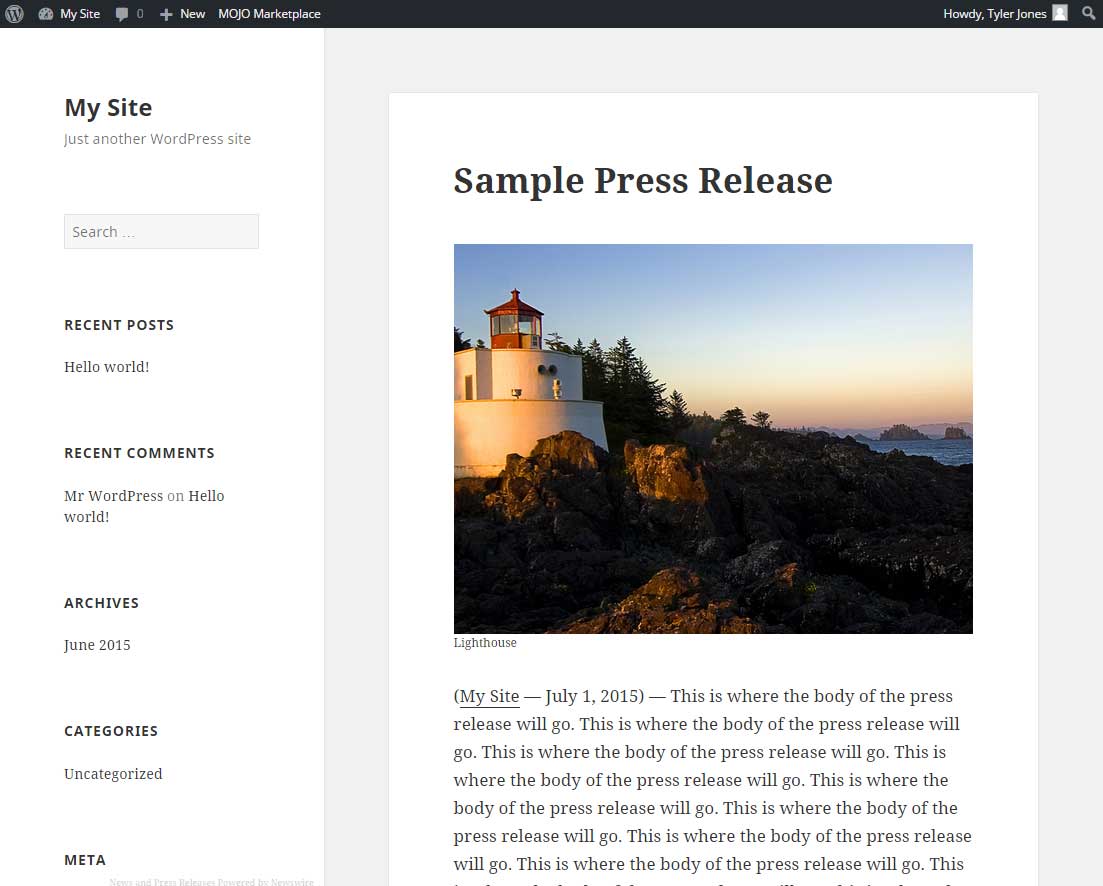 My Site 0 New MOJO Marketplace Howdy, Tyler Jones
My Site
Just another WordPress site
Search …
RECENT POSTS
Hello world!
RECENT COMMENTS
Mr WordPress on Hello
world!
ARCHIVES
June 2015
CATEGORIES
Uncategorized
META
News and Press Releases Powered by Newswire
Sample Press Release
Lighthouse
(My Site — July 1, 2015) — This is where the body of the press
release will go. This is where the body of the press release will
go. This is where the body of the press release will go. This is
where the body of the press release will go. This is where the
body of the press release will go. This is where the body of the
press release will go. This is where the body of the press release
will go. This is where the body of the press release will go. This